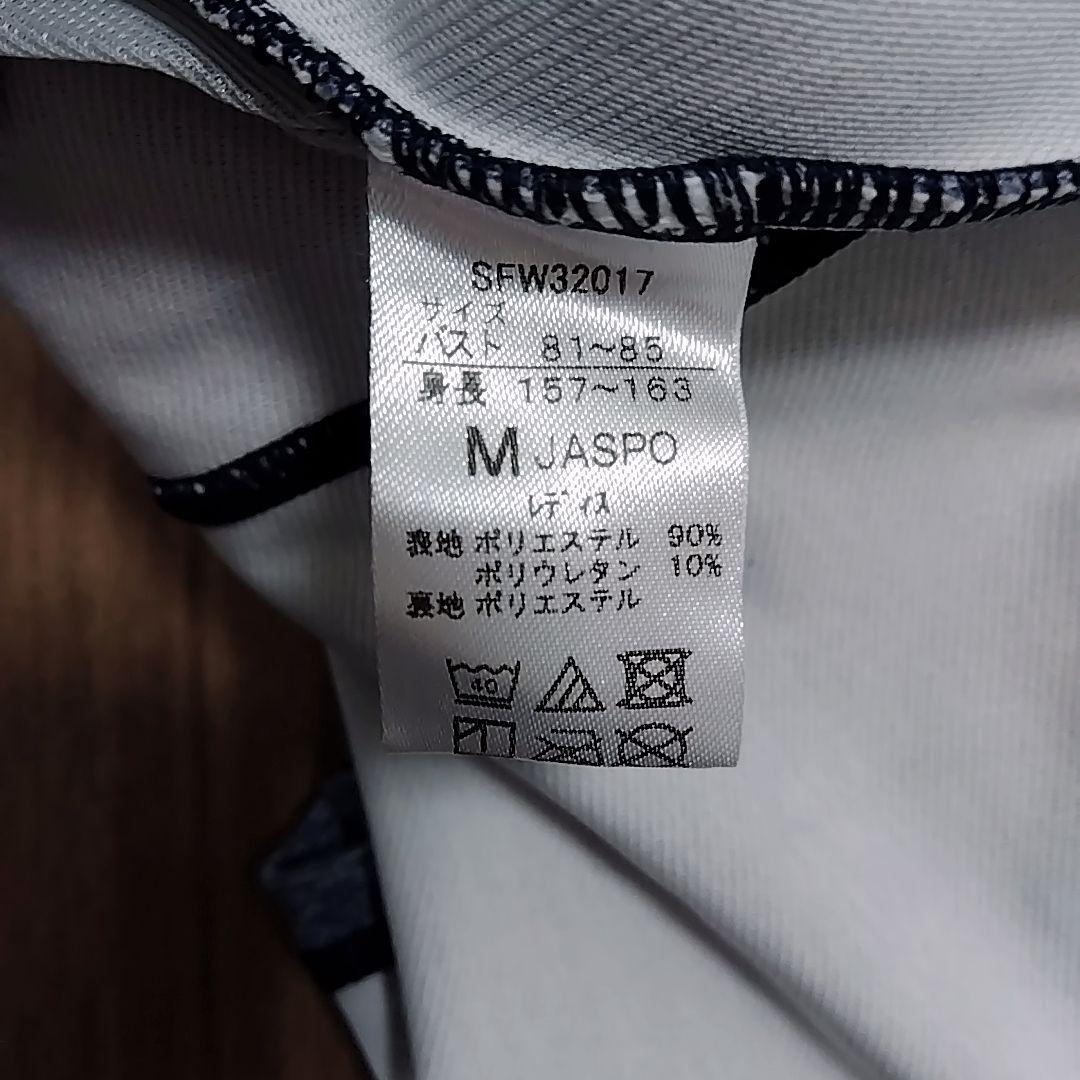 SFW32017
サイズ
バスト 81～85
身長 157～163
M JASPO
レディス
表地 ポリエステル 90%
ポリウレタン 10%
裏地 ポリエステル
40